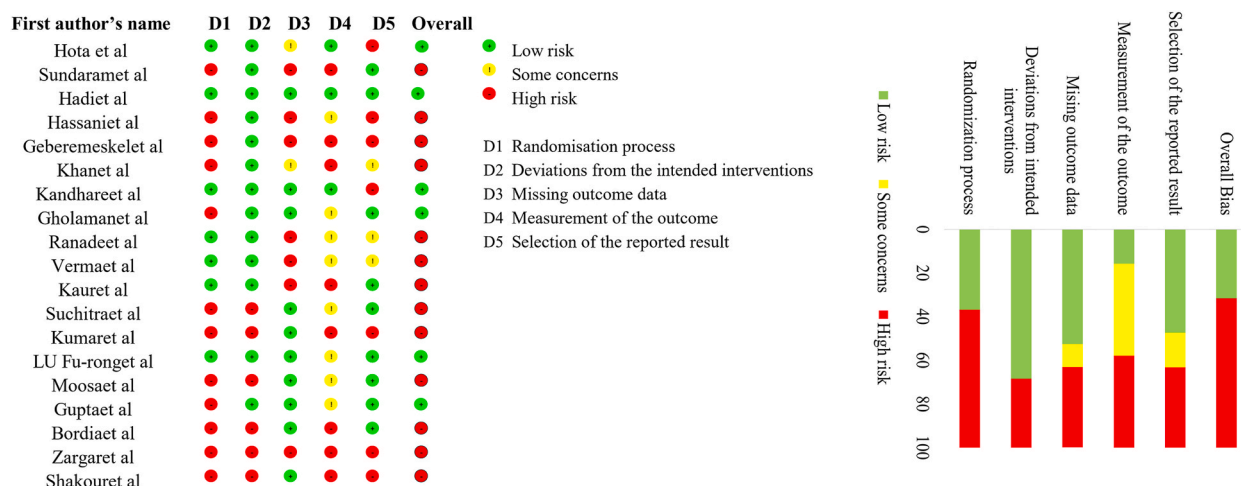 First author's name D1 D2 D3 D4 D5 Overall
Hota et al
Sundaramet al
Hadiet al
Hassaniet al
Geberemeskelet al
Khanet al
Kandhareet al
Gholamanet al
Ranadeet al
Vermaet al
Kauret al
Suchitraet al
Kumaret al
LU Fu-ronget al
Moosaet al
Guptaet al
Bordiaet al
Zargaret al
Shakouret al
Low risk
Some concerns
High risk
D1 Randomisation process
D2 Deviations from the intended interventions
D3 Missing outcome data
D4 Measurement of the outcome
D5 Selection of the reported result
Overall Bias
Selection of the reported result
Measurement of the outcome
Mising outcome data
Deviations from intended
interventions
Randomization process
0
20
40
60
80
100
Low risk
Some concerns
High risk